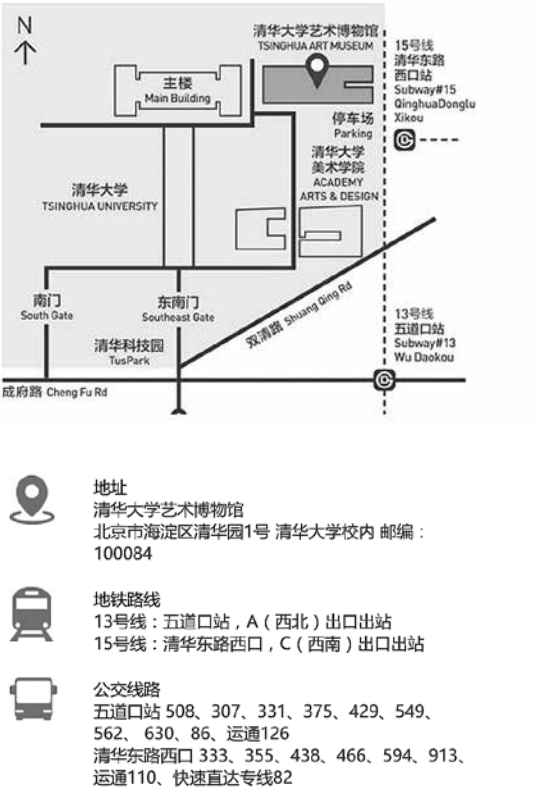 N
清华大学艺术博物馆
TSINGHUA ART MUSEUM
15号线
清华东路
西口站
Subway#15
QinghuaDonglu
Xikou
主楼
Main Building
停车场
Parking
清华大学
美术学院
ACADEMY
ARTS & DESIGN
清华大学
TSINGHUA UNIVERSITY
南门
South Gate
东南门
Southeast Gate
双清路 Shuang Qing Rd
13号线
五道口站
Subway#13
Wu Daokou
清华科技园
TusPark
成府路 Cheng Fu Rd
地址
清华大学艺术博物馆
北京市海淀区清华园1号 清华大学校内 邮编：
100084
地铁路线
13号线：五道口站，A（西北）出口出站
15号线：清华东路西口，C（西南）出口出站
公交线路
五道口站 508、307、331、375、429、549、
562、 630、86、运通126
清华东路西口 333、355、438、466、594、913、
运通110、快速直达专线82